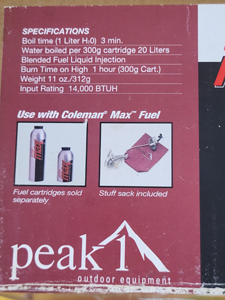 SPECIFICATIONS
Boil time (1 Liter H₂0) 3 min.
Water boiled per 300g cartridge 20 Liters
Blended Fuel Liquid Injection
Burn Time on High 1 hour (300g Cart.)
Weight 11 oz./312g
Input Rating 14,000 BTUH
Use with Coleman® Max™ Fuel
Fuel cartridges sold
separately
Stuff sack included
peak 1
outdoor equipment